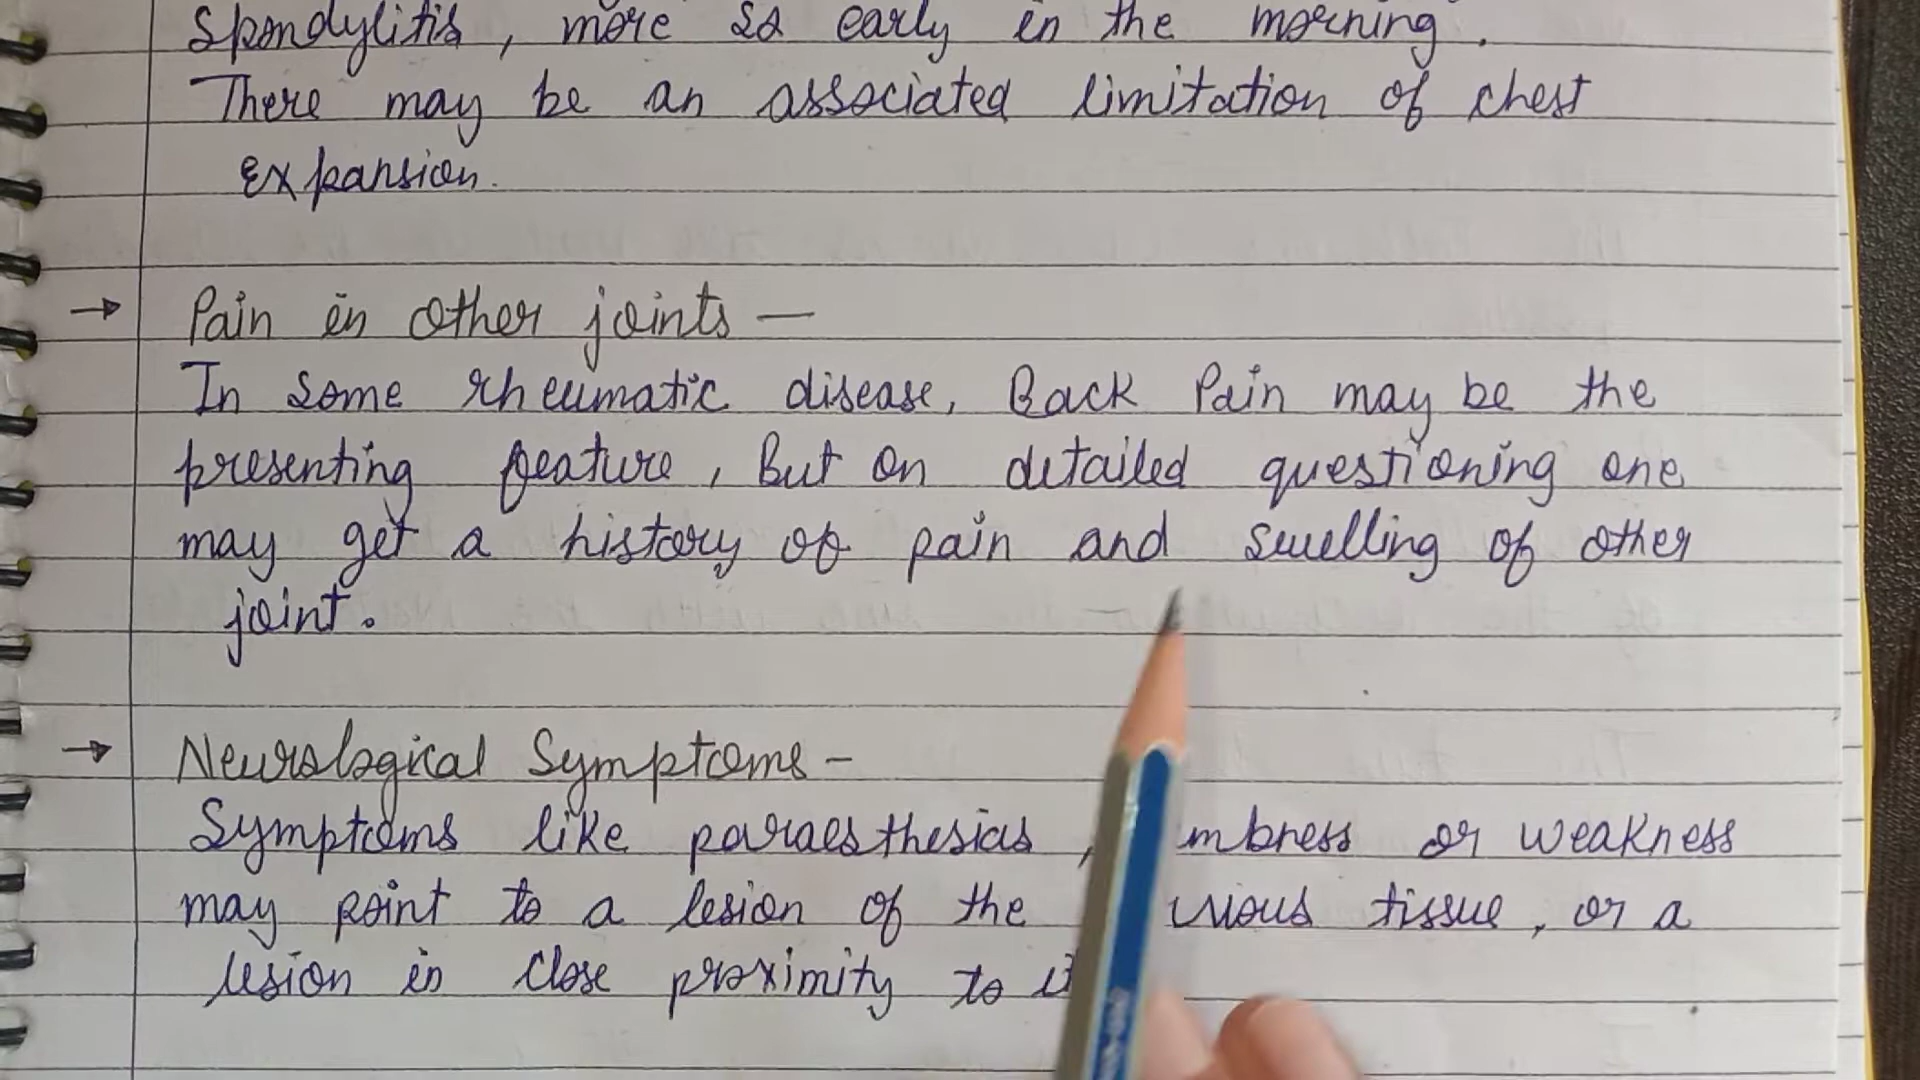 Spondylitis, more so early in the morning.
There may be an associated limitation of chest
expansion.
→ Pain in other joints —
In some rheumatic disease, Back Pain may be the
presenting feature, But on detailed questioning one
may get a history of pain and swelling of other
joint.
→ Neurological Symptoms -
Symptoms like paraesthesias, or weakness
may point to a lesion of the tissue, or a
lesion in close proximity to